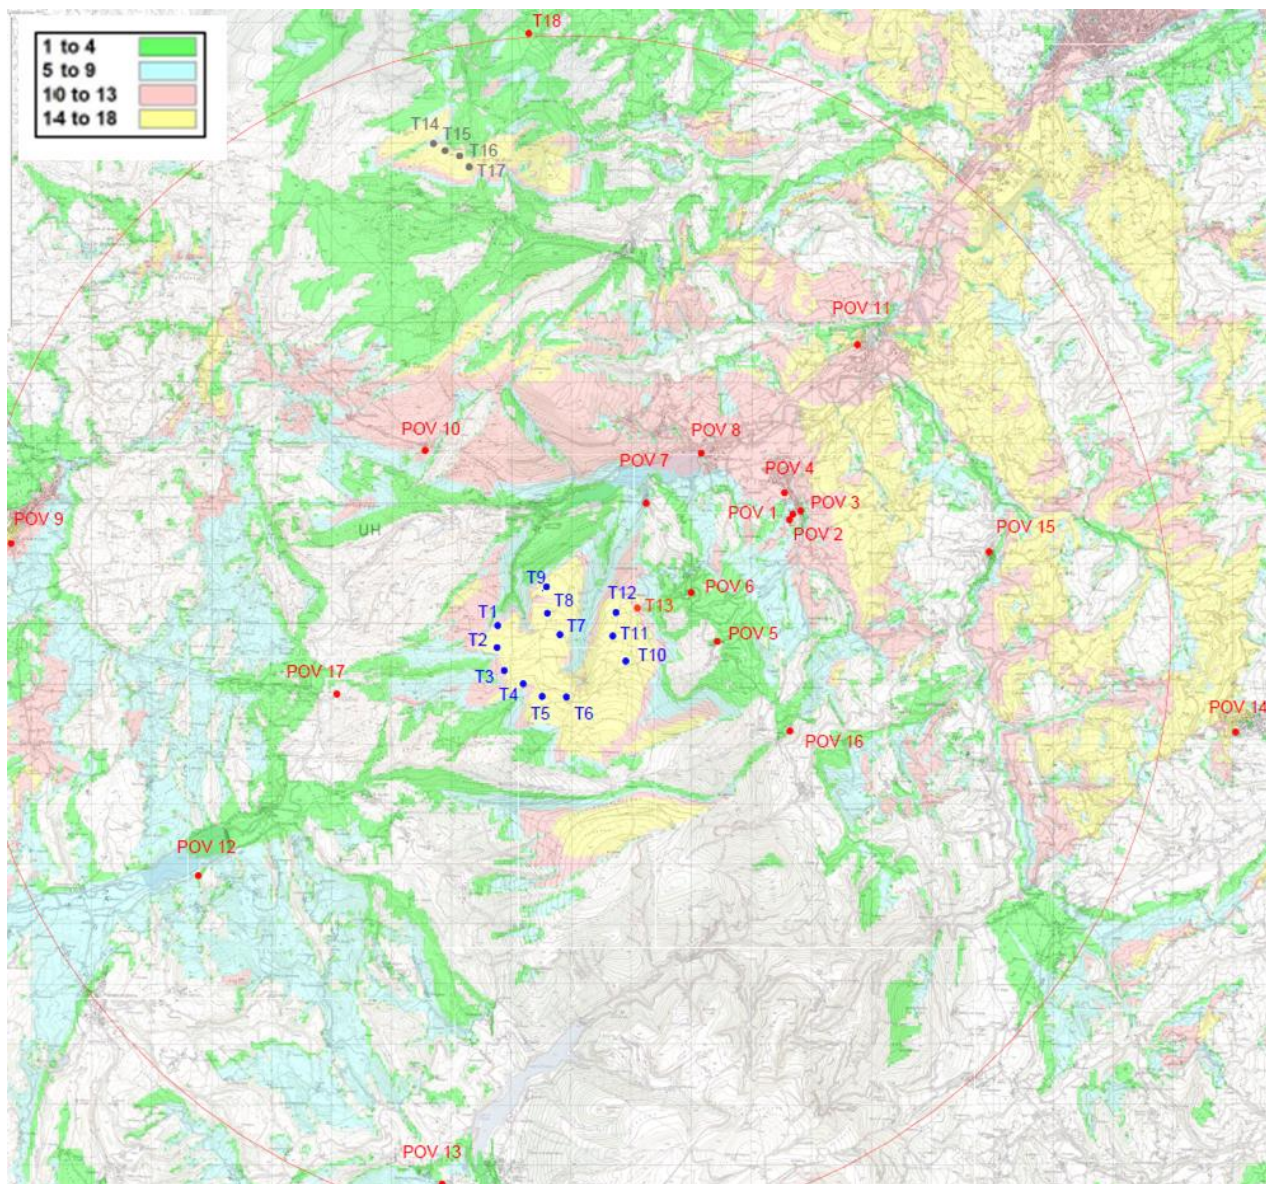 T18
1 to 4
5 to 9
10 to 13
14 to 18
T14
T15
T16
T17
POV 11
POV 10
POV 8
POV 7
POV 4
POV 3
POV 1
POV 2
UH
POV 9
POV 15
T9
POV 6
T8
T12
T13
T1
T7
T11
T2
POV 5
T10
POV 17
T3
T4
T5
T6
POV 14
POV 16
POV 12
POV 13